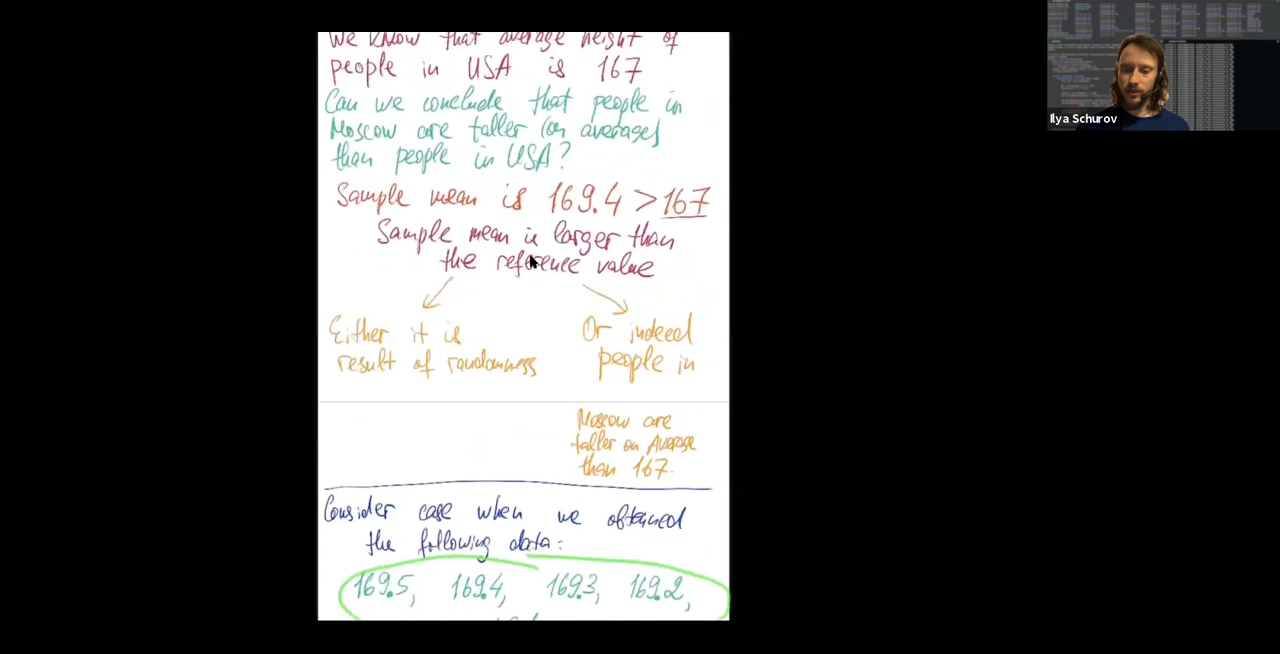 We know that average height of
people in USA is 167
Can we conclude that people in
Moscow are taller (on average)
than people in USA?
Sample mean is 169.4 > 167
Sample mean is larger than
the reference value
Either it is
result of randomness
Or indeed
people in
Moscow are
taller on Average
than 167.
Consider case when we obtained
the following data:
169.5, 169.4, 169.3, 169.2,
Ilya Schurov